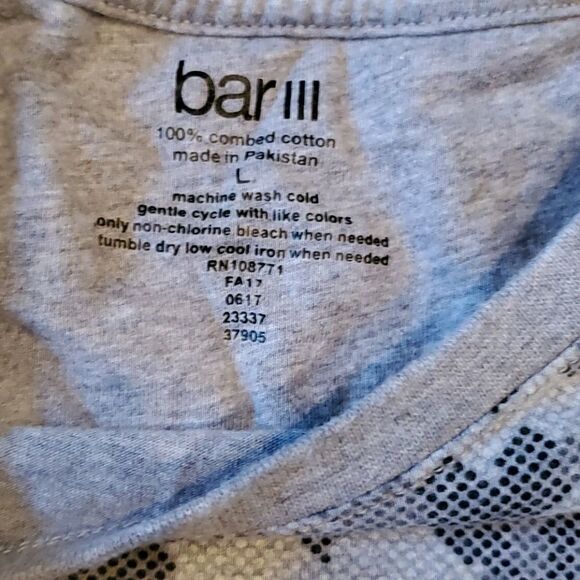 bar III
100% combed cotton
made in Pakistan
L
machine wash cold
gentle cycle with like colors
only non-chlorine bleach when needed
tumble dry low cool iron when needed
RN108771
FA17
0617
23337
37905